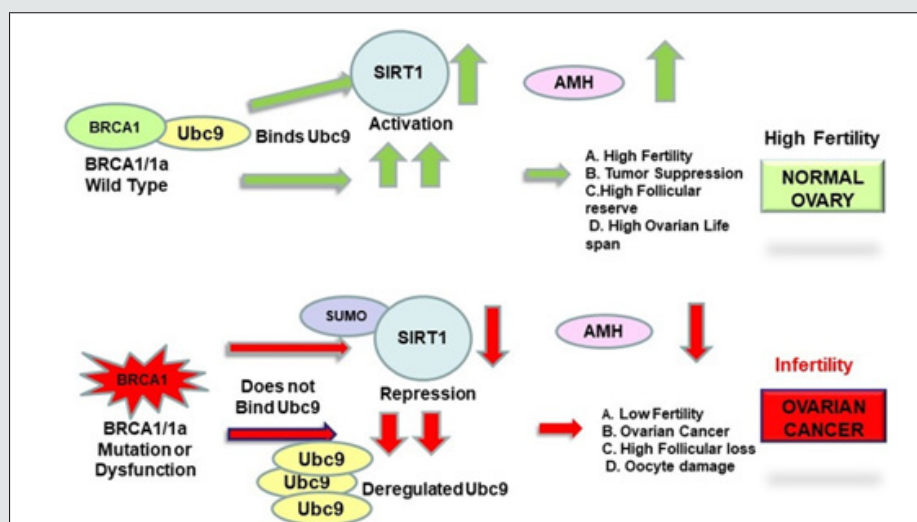 SIRT1
AMH
BRCA1
Ubc9
Binds Ubc9
Activation
BRCA1/1a
Wild Type
A. High Fertility
B. Tumor Suppression
C.High Follicular
reserve
D. High Ovarian Life
span
High Fertility
NORMAL
OVARY
SUMO
SIRT1
AMH
BRCA1
Does not
Bind Ubc9
Repression
BRCA1/1a
Mutation or
Dysfunction
Ubc9
Ubc9
Ubc9
Deregulated Ubc9
A. Low Fertility
B. Ovarian Cancer
C. High Follicular loss
D. Oocyte damage
Infertility
OVARIAN
CANCER